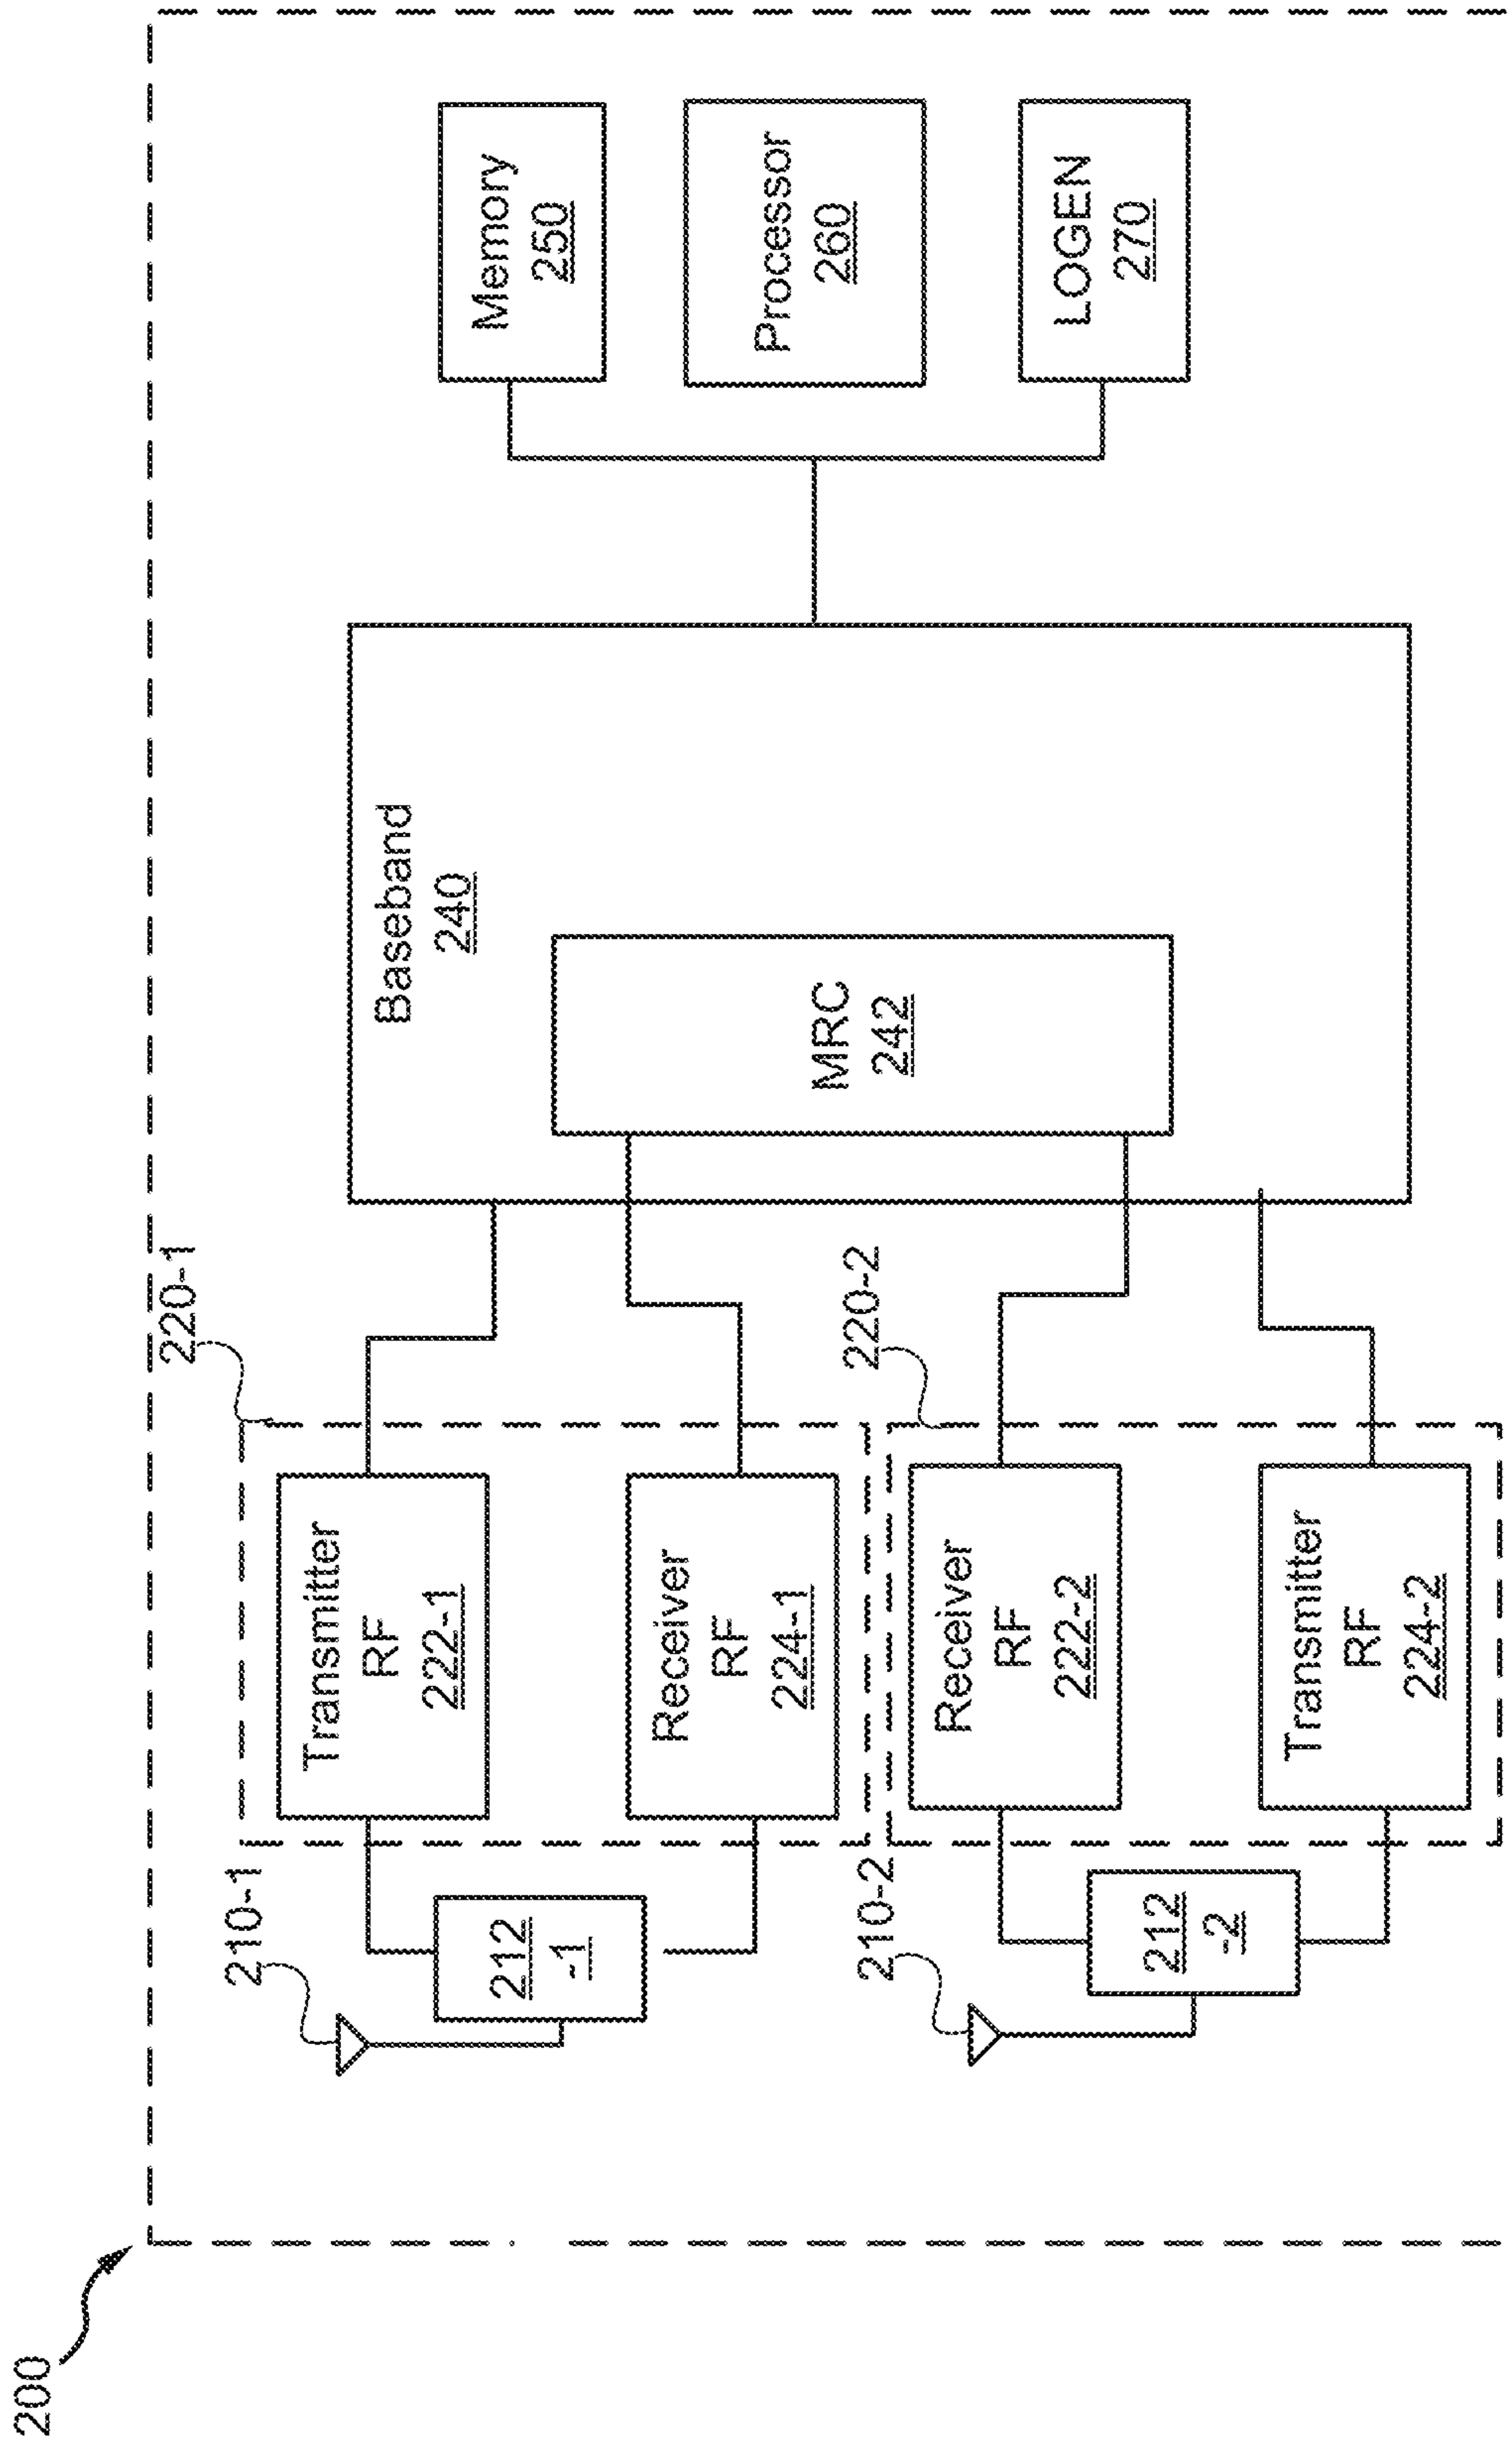 200
210-1
212
-1
220-1
Transmitter
RF
222-1
Receiver
RF
224-1
210-2
212
-2
220-2
Receiver
RF
222-2
Transmitter
RF
224-2
Baseband
240
MRC
242
Memory
250
Processor
260
LOGEN
270